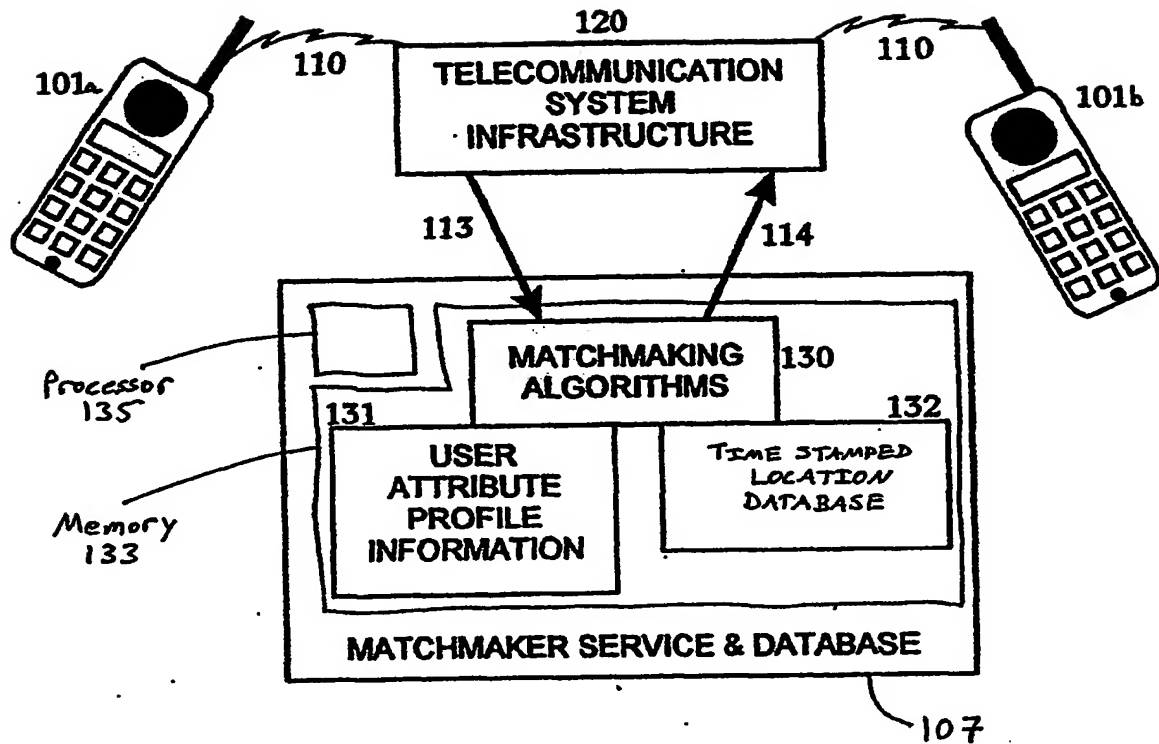 120
110
110
101a
101b
TELECOMMUNICATION
SYSTEM
INFRASTRUCTURE
113
114
MATCHMAKING
ALGORITHMS
130
Processor
135
131
132
USER
ATTRIBUTE
PROFILE
INFORMATION
TIME STAMPED
LOCATION
DATABASE
Memory
133
MATCHMAKER SERVICE & DATABASE
107